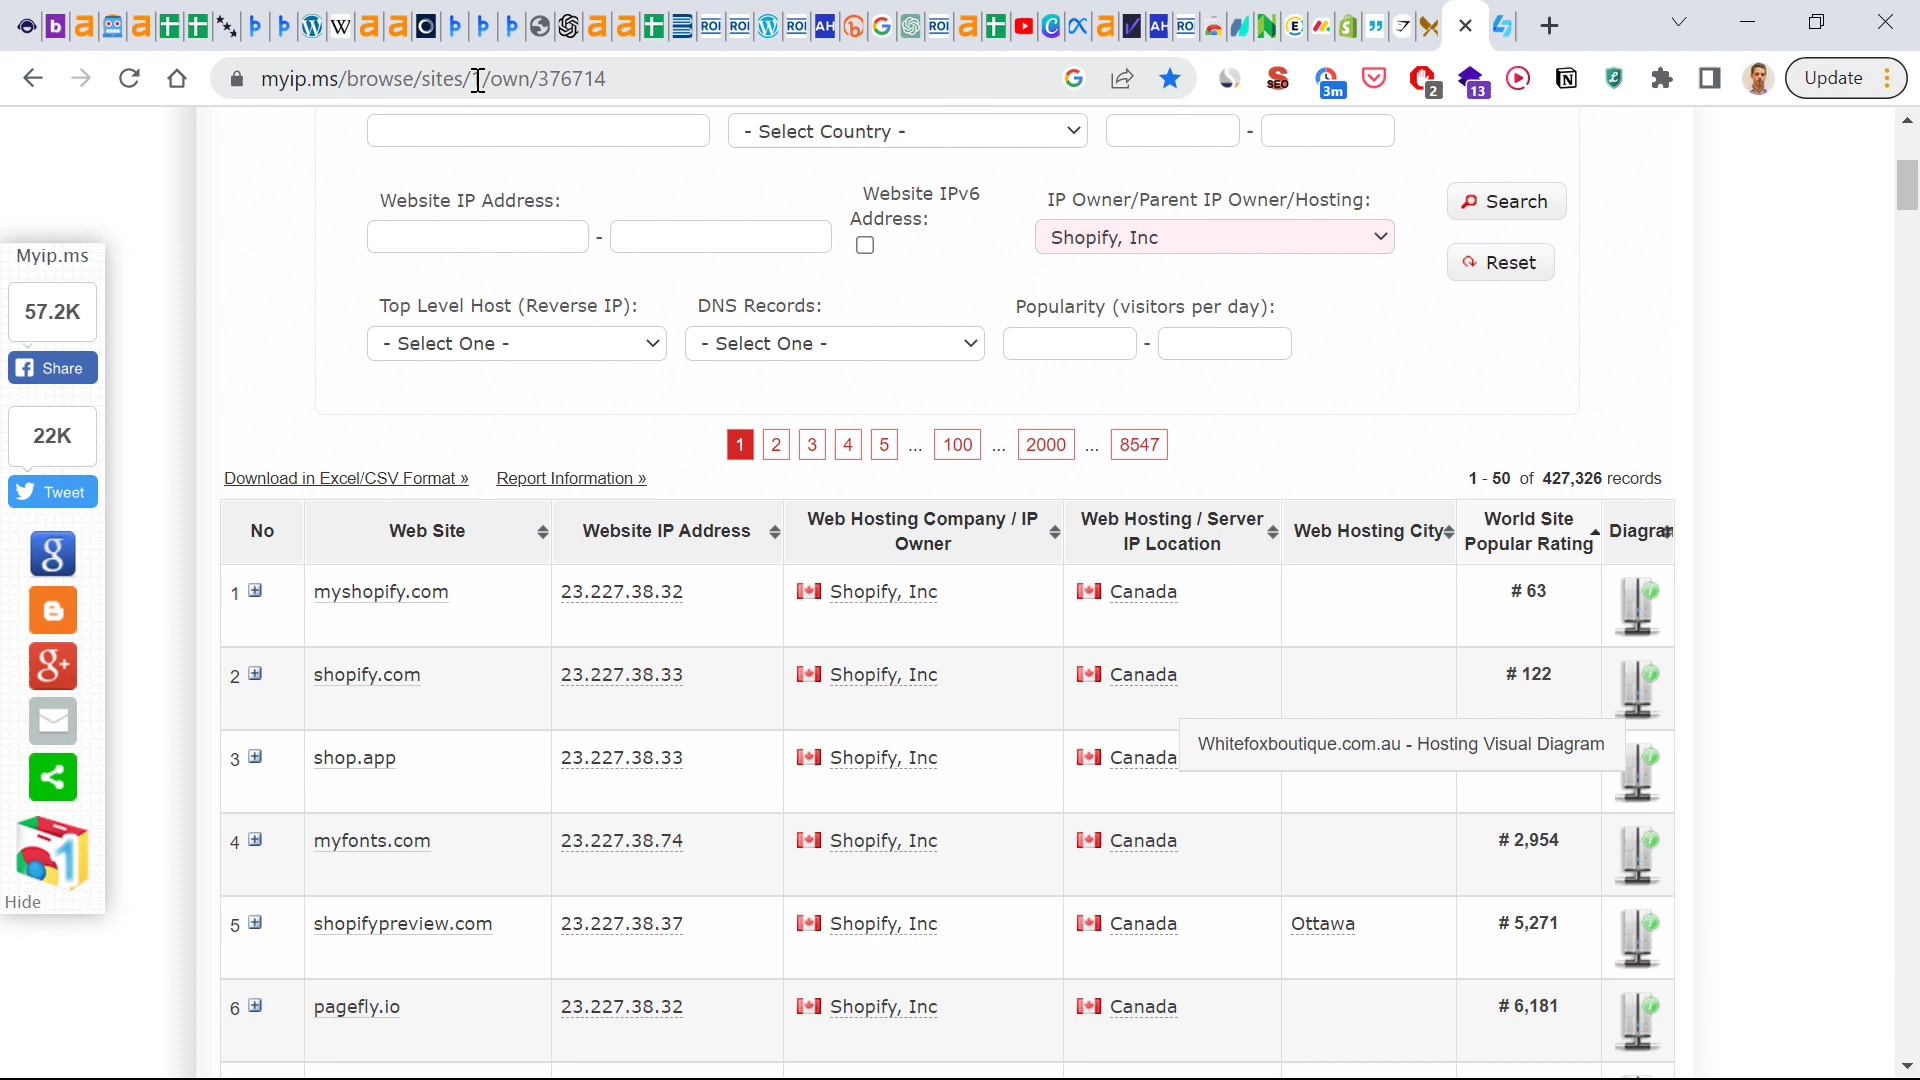 myip.ms/browse/sites/1/own/376714
SEO
3m
2
13
Update
- Select Country -
-
Website IP Address:
Website IPv6
Address:
IP Owner/Parent IP Owner/Hosting:
Search
-
Shopify, Inc
Reset
Top Level Host (Reverse IP):
DNS Records:
Popularity (visitors per day):
- Select One -
- Select One -
-
Myip.ms
57.2K
Share
22K
Tweet
Hide
1 2 3 4 5 ... 100 ... 2000 ... 8547
Download in Excel/CSV Format »
Report Information »
1 - 50 of 427,326 records
No
Web Site
Website IP Address
Web Hosting Company / IP
Owner
Web Hosting / Server
IP Location
Web Hosting City
World Site
Popular Rating
Diagram
1 myshopify.com 23.227.38.32 Shopify, Inc Canada # 63
2 shopify.com 23.227.38.33 Shopify, Inc Canada # 122
Whitefoxboutique.com.au - Hosting Visual Diagram
3 shop.app 23.227.38.33 Shopify, Inc Canada
4 myfonts.com 23.227.38.74 Shopify, Inc Canada # 2,954
5 shopifypreview.com 23.227.38.37 Shopify, Inc Canada Ottawa # 5,271
6 pagefly.io 23.227.38.32 Shopify, Inc Canada # 6,181